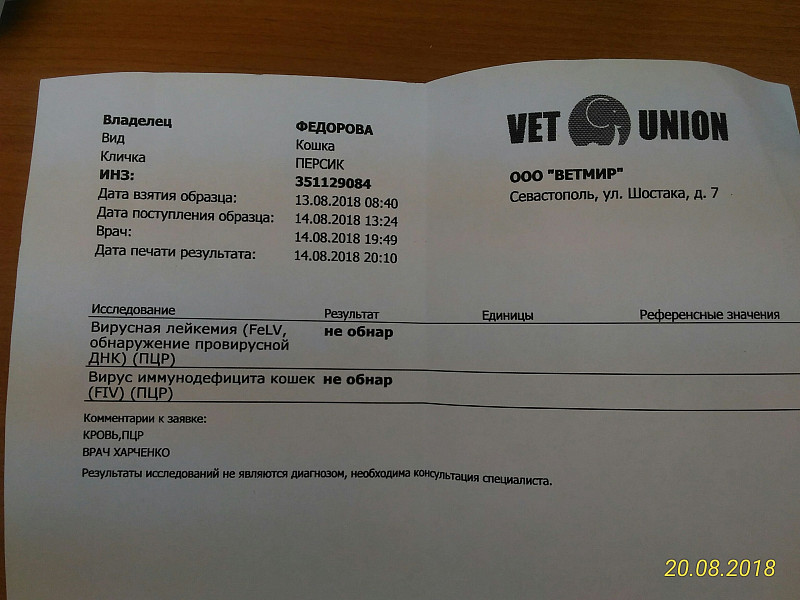 Владелец ФЕДОРОВА
Вид Кошка
Кличка ПЕРСИК
ИНЗ: 351129084
Дата взятия образца: 13.08.2018 08:40
Дата поступления образца: 14.08.2018 13:24
Врач: 14.08.2018 19:49
Дата печати результата: 14.08.2018 20:10
VET UNION
ООО "ВЕТМИР"
Севастополь, ул. Шостака, д. 7
Исследование Результат Единицы Референсные значения
Вирусная лейкемия (FeLV, не обнар
обнаружение провирусной
ДНК) (ПЦР)
Вирус иммунодефицита кошек не обнар
(FIV) (ПЦР)
Комментарии к заявке:
КРОВЬ,ПЦР
ВРАЧ ХАРЧЕНКО
Результаты исследований не являются диагнозом, необходима консультация специалиста.
20.08.2018